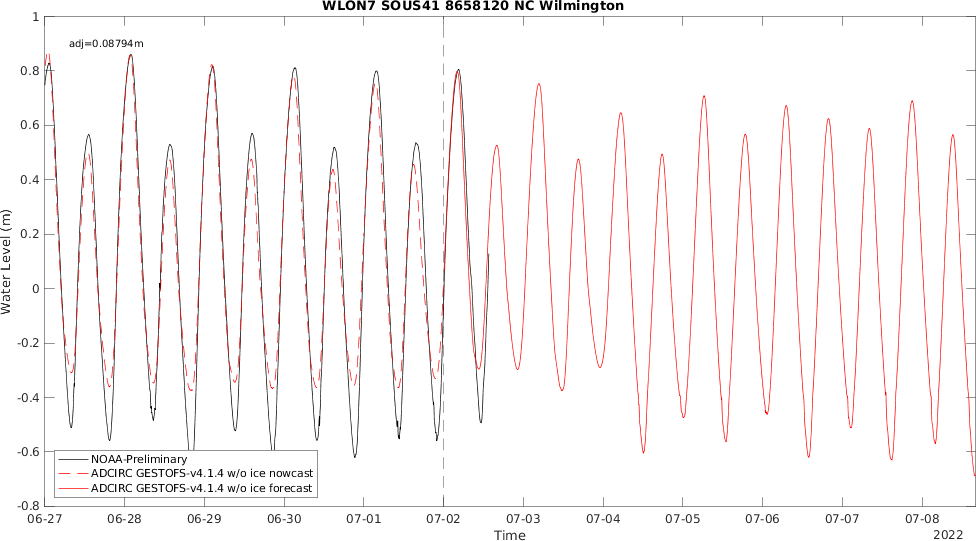 WLON7 SOUS41 8658120 NC Wilmington
adj=0.08794m
1
0.8
0.6
0.4
0.2
0
-0.2
-0.4
-0.6
-0.8
Water Level (m)
NOAA-Preliminary
ADCIRC GESTOFS-v4.1.4 w/o ice nowcast
ADCIRC GESTOFS-v4.1.4 w/o ice forecast
06-27 06-28 06-29 06-30 07-01 07-02 07-03 07-04 07-05 07-06 07-07 07-08
Time
2022